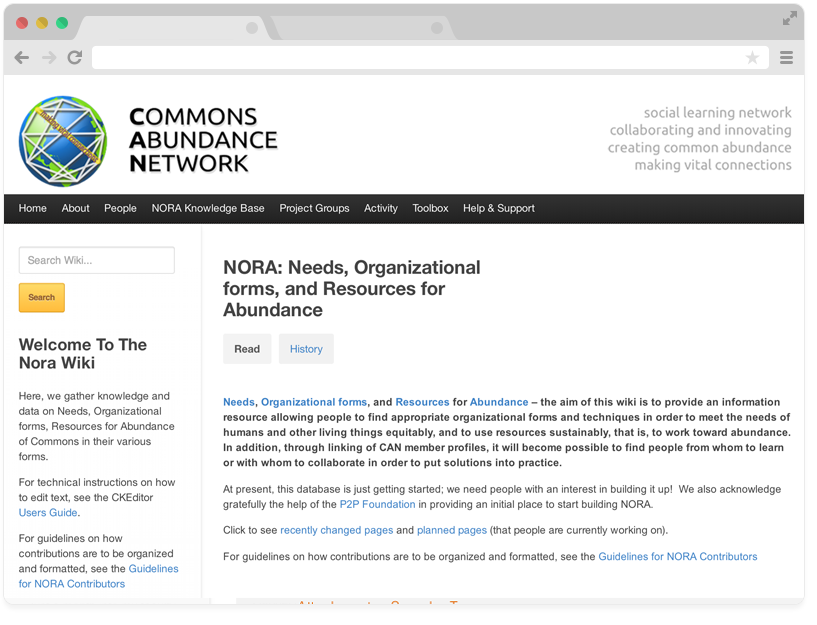 COMMONS
ABUNDANCE
NETWORK
social learning network
collaborating and innovating
creating common abundance
making vital connections
Home About People NORA Knowledge Base Project Groups Activity Toolbox Help & Support
Search Wiki...
Search
Welcome To The
Nora Wiki
Here, we gather knowledge and
data on Needs, Organizational
forms, Resources for Abundance
of Commons in their various
forms.
For technical instructions on how
to edit text, see the CKEditor
Users Guide.
For guidelines on how
contributions are to be organized
and formatted, see the Guidelines
for NORA Contributors
NORA: Needs, Organizational
forms, and Resources for
Abundance
Read History
Needs, Organizational forms, and Resources for Abundance – the aim of this wiki is to provide an information
resource allowing people to find appropriate organizational forms and techniques in order to meet the needs of
humans and other living things equitably, and to use resources sustainably, that is, to work toward abundance.
In addition, through linking of CAN member profiles, it will become possible to find people from whom to learn
or with whom to collaborate in order to put solutions into practice.
At present, this database is just getting started; we need people with an interest in building it up! We also acknowledge
gratefully the help of the P2P Foundation in providing an initial place to start building NORA.
Click to see recently changed pages and planned pages (that people are currently working on).
For guidelines on how contributions are to be organized and formatted, see the Guidelines for NORA Contributors